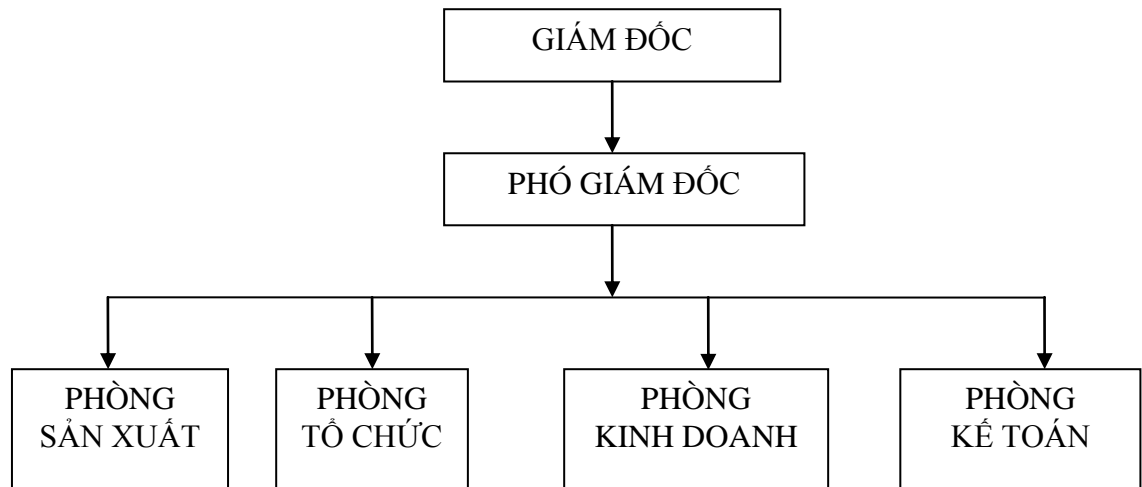 GIÁM ĐỐC
PHÓ GIÁM ĐỐC
PHÒNG
SẢN XUẤT
PHÒNG
TỔ CHỨC
PHÒNG
KINH DOANH
PHÒNG
KẾ TOÁN